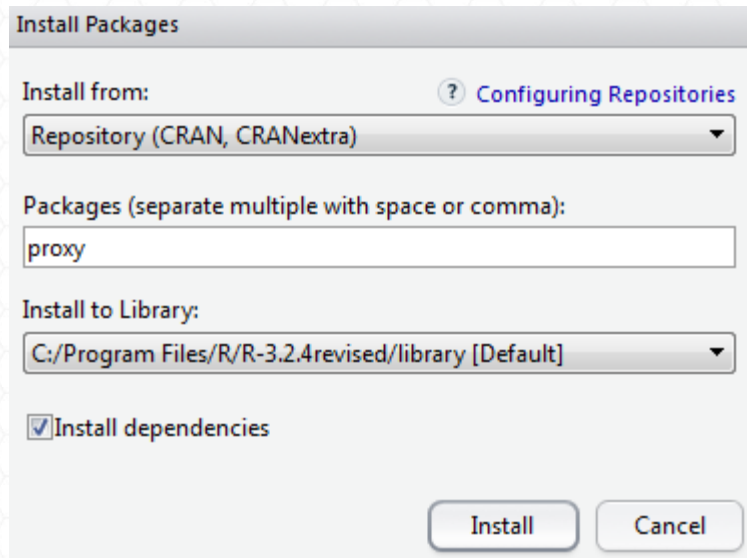 Install Packages
Install from:
? Configuring Repositories
Repository (CRAN, CRANextra)
Packages (separate multiple with space or comma):
proxy
Install to Library:
C:/Program Files/R/R-3.2.4revised/library [Default]
Install dependencies
Install
Cancel